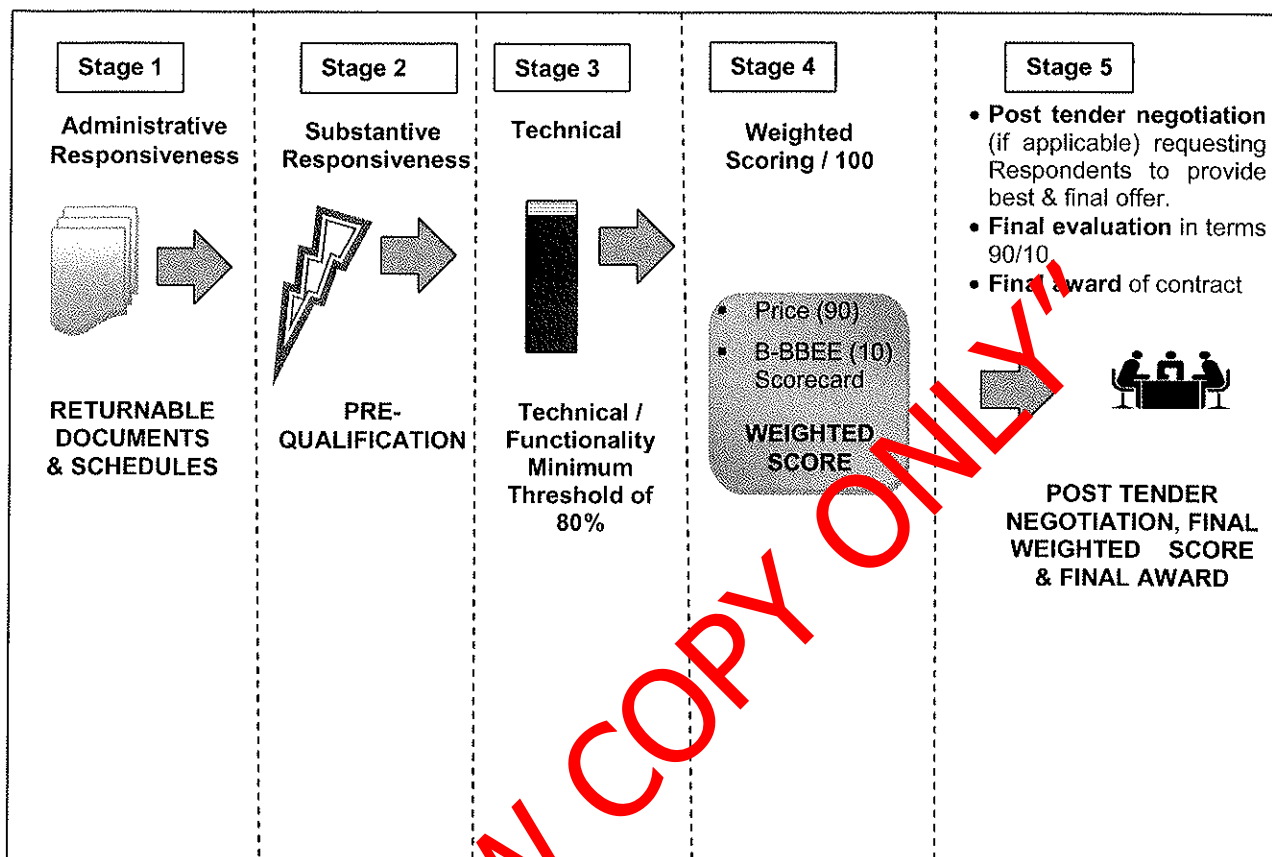 Stage 1
Administrative
Responsiveness
RETURNABLE
DOCUMENTS
& SCHEDULES
Stage 2
Substantive
Responsiveness
PRE-
QUALIFICATION
Stage 3
Technical
Technical /
Functionality
Minimum
Threshold of
80%
Stage 4
Weighted
Scoring / 100
▪ Price (90)
▪ B-BBEE (10)
Scorecard
WEIGHTED
SCORE
Stage 5
• Post tender negotiation
(if applicable) requesting
Respondents to provide
best & final offer.
• Final evaluation in terms
90/10
• Final award of contract
POST TENDER
NEGOTIATION, FINAL
WEIGHTED SCORE
& FINAL AWARD
COPY ONLY"